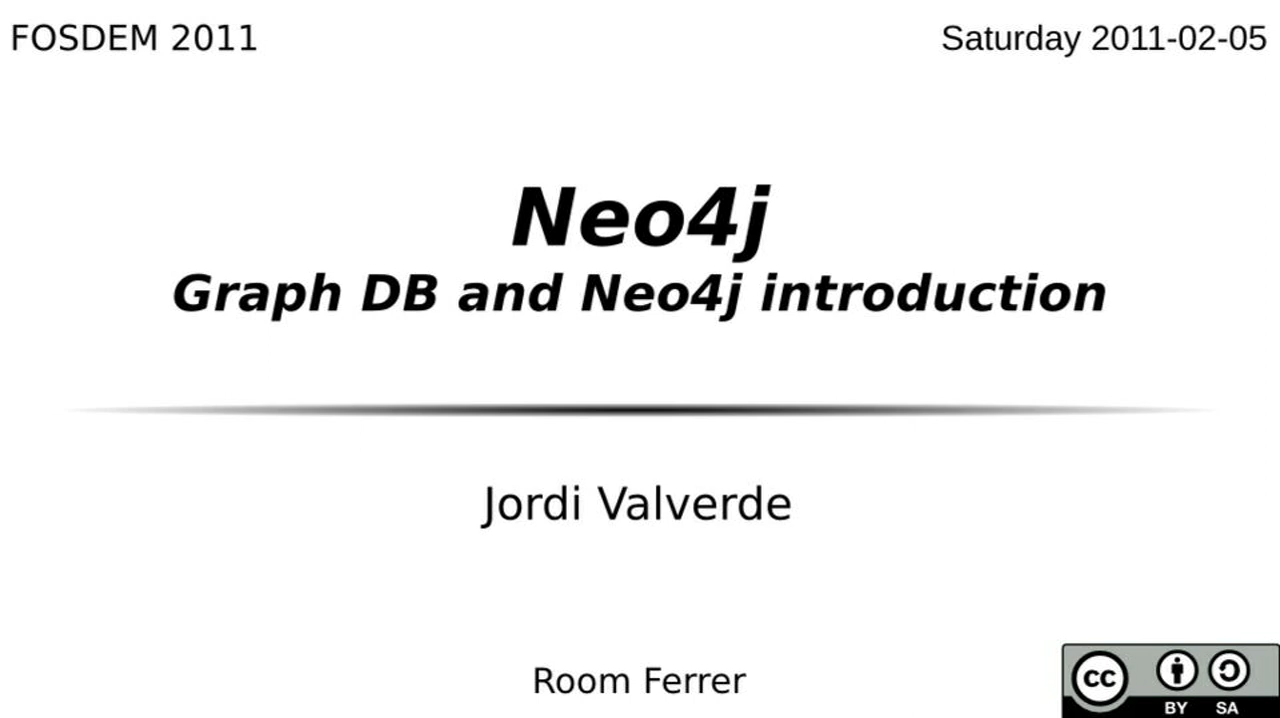 FOSDEM 2011
Saturday 2011-02-05
Neo4j
Graph DB and Neo4j introduction
Jordi Valverde
Room Ferrer
CC
BY SA